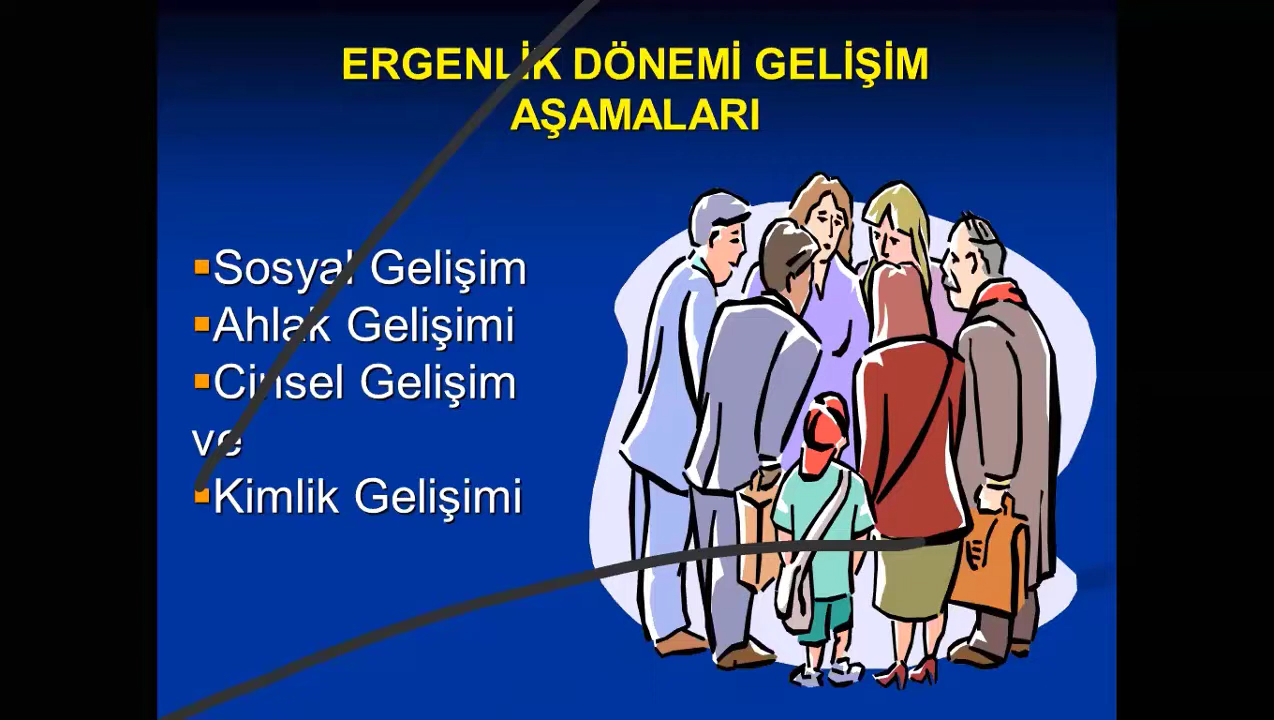 ERGENLİK DÖNEMİ GELİŞİM
AŞAMALARI
▪Sosyal Gelişim
▪Ahlak Gelişimi
▪Cinsel Gelişim
ve
▪Kimlik Gelişimi